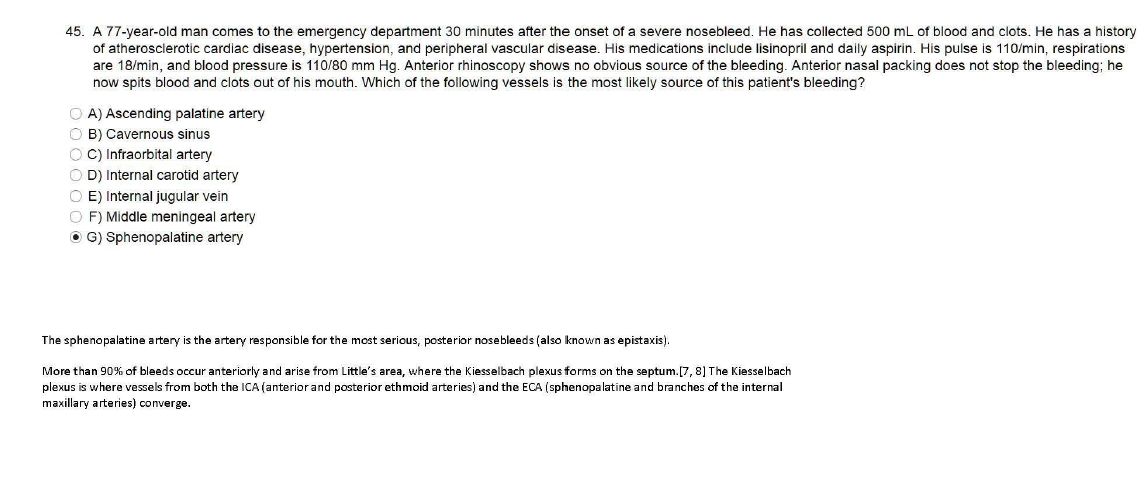 45. A 77-year-old man comes to the emergency department 30 minutes after the onset of a severe nosebleed. He has collected 500 mL of blood and clots. He has a history
of atherosclerotic cardiac disease, hypertension, and peripheral vascular disease. His medications include lisinopril and daily aspirin. His pulse is 110/min, respirations
are 18/min, and blood pressure is 110/80 mm Hg. Anterior rhinoscopy shows no obvious source of the bleeding. Anterior nasal packing does not stop the bleeding; he
now spits blood and clots out of his mouth. Which of the following vessels is the most likely source of this patient's bleeding?
A) Ascending palatine artery
B) Cavernous sinus
C) Infraorbital artery
D) Internal carotid artery
E) Internal jugular vein
F) Middle meningeal artery
G) Sphenopalatine artery
The sphenopalatine artery is the artery responsible for the most serious, posterior nosebleeds (also known as epistaxis).
More than 90% of bleeds occur anteriorly and arise from Little's area, where the Kiesselbach plexus forms on the septum.[7, 8] The Kiesselbach
plexus is where vessels from both the ICA (anterior and posterior ethmoid arteries) and the ECA (sphenopalatine and branches of the internal
maxillary arteries) converge.